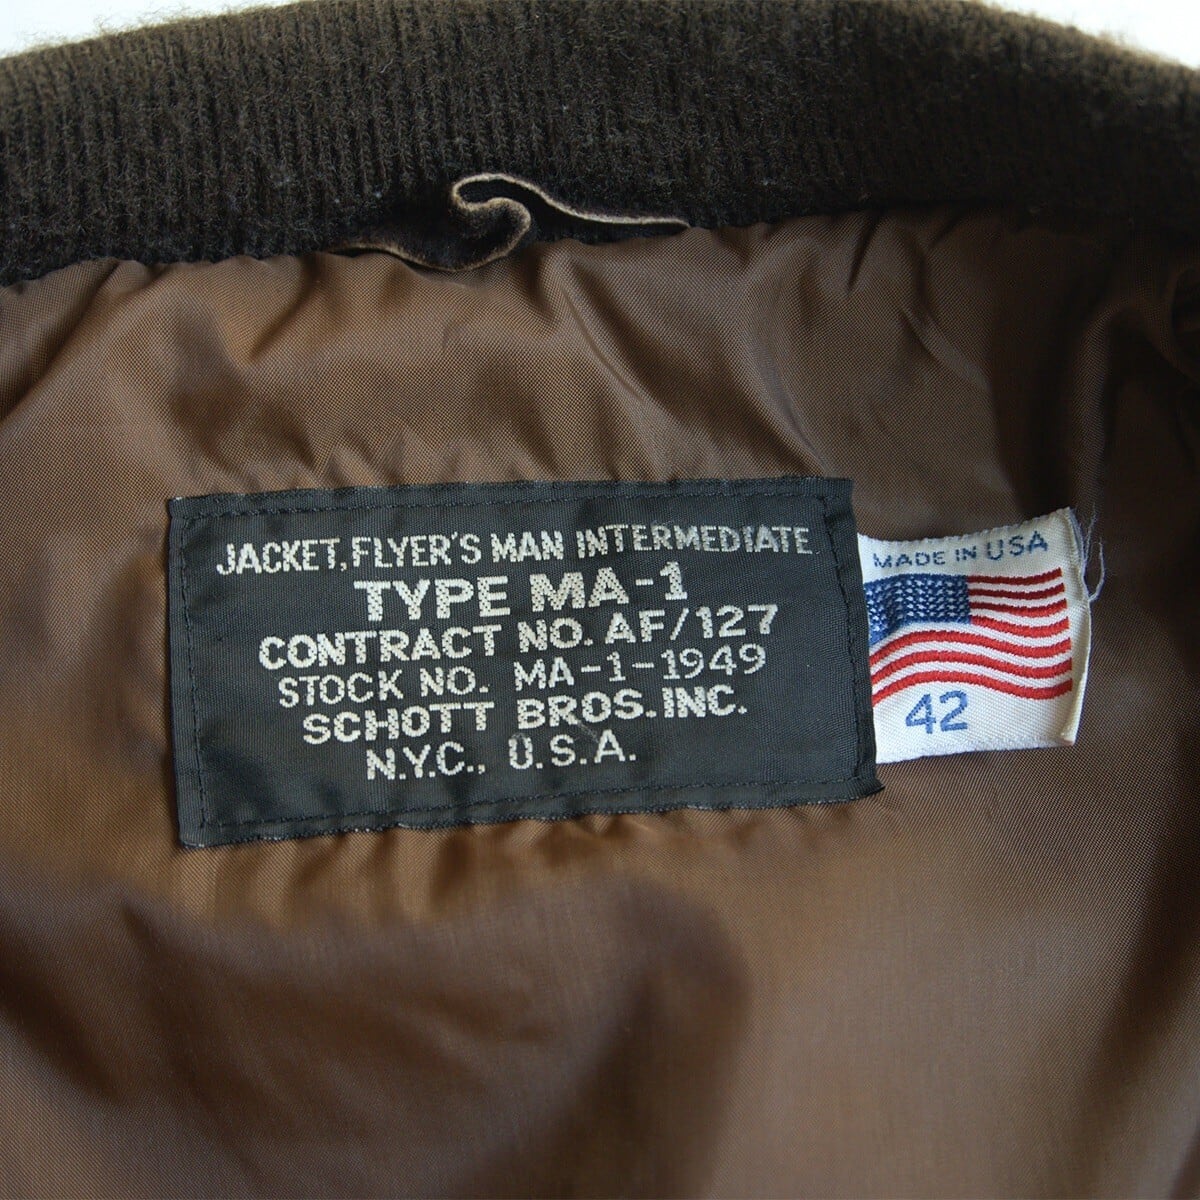 JACKET, FLYER'S MAN INTERMEDIATE
TYPE MA-1
CONTRACT NO. AF/127
STOCK NO. MA-1-1949
SCHOTT BROS. INC.
N.Y.C., U.S.A.
MADE IN USA
42